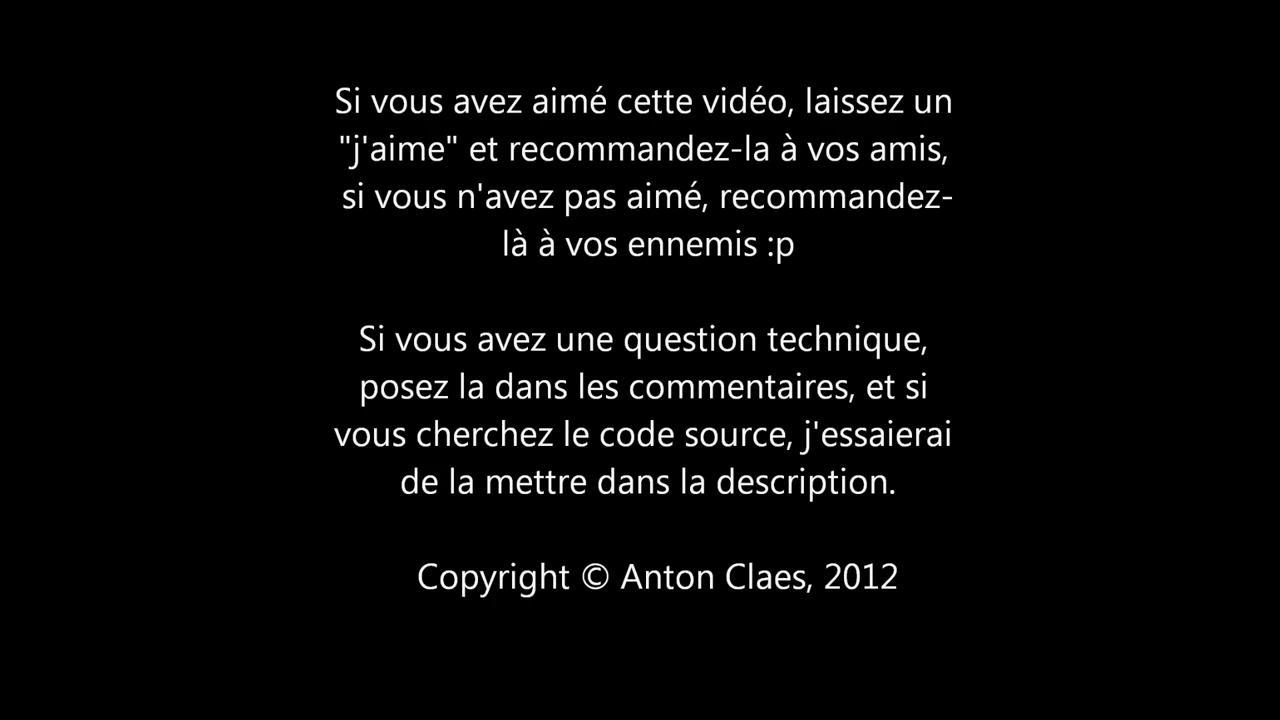 Si vous avez aimé cette vidéo, laissez un
"j'aime" et recommandez-la à vos amis,
si vous n'avez pas aimé, recommandez-
là à vos ennemis :p
Si vous avez une question technique,
posez la dans les commentaires, et si
vous cherchez le code source, j'essaierai
de la mettre dans la description.
Copyright © Anton Claes, 2012